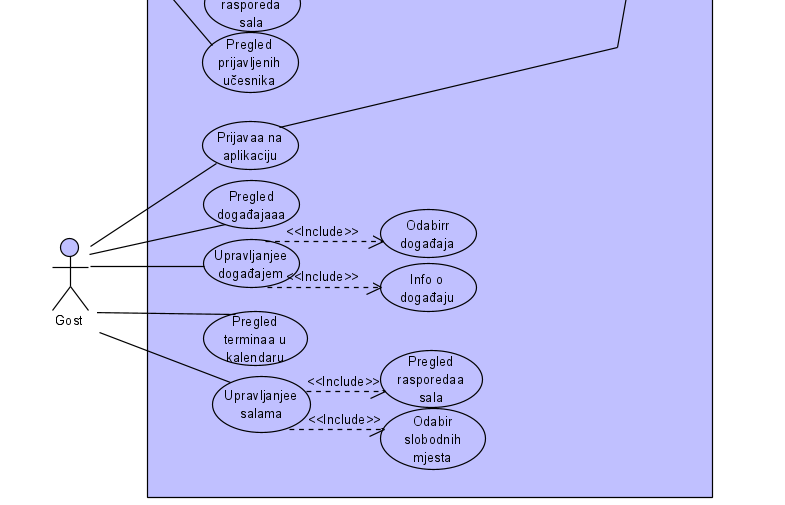 rasporeda
sala
Pregled
prijavljenih
učesnika
Prijavaa na
aplikaciju
Pregled
događajaaa
<<Include>>
Odabirr
događaja
Upravljanjee
događajem
<<Include>>
Info o
događaju
Gost
Pregled
terminaa u
kalendaru
Pregled
rasporedaa
sala
<<Include>>
Upravljanjee
salama
<<Include>>
Odabir
slobodnih
mjesta